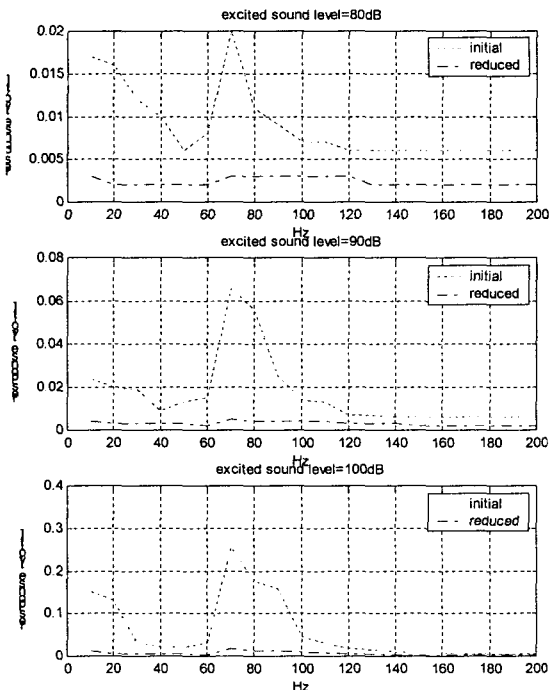 excited sound level=80dB
0.02
0.015
0.01
0.005
0
initial
reduced
0 20 40 60 80 100 120 140 160 180 200
Hz
excited sound level=90dB
0.08
0.06
0.04
0.02
0
initial
reduced
0 20 40 60 80 100 120 140 160 180 200
Hz
excited sound level=100dB
0.4
0.3
0.2
0.1
0
initial
reduced
0 20 40 60 80 100 120 140 160 180 200
Hz